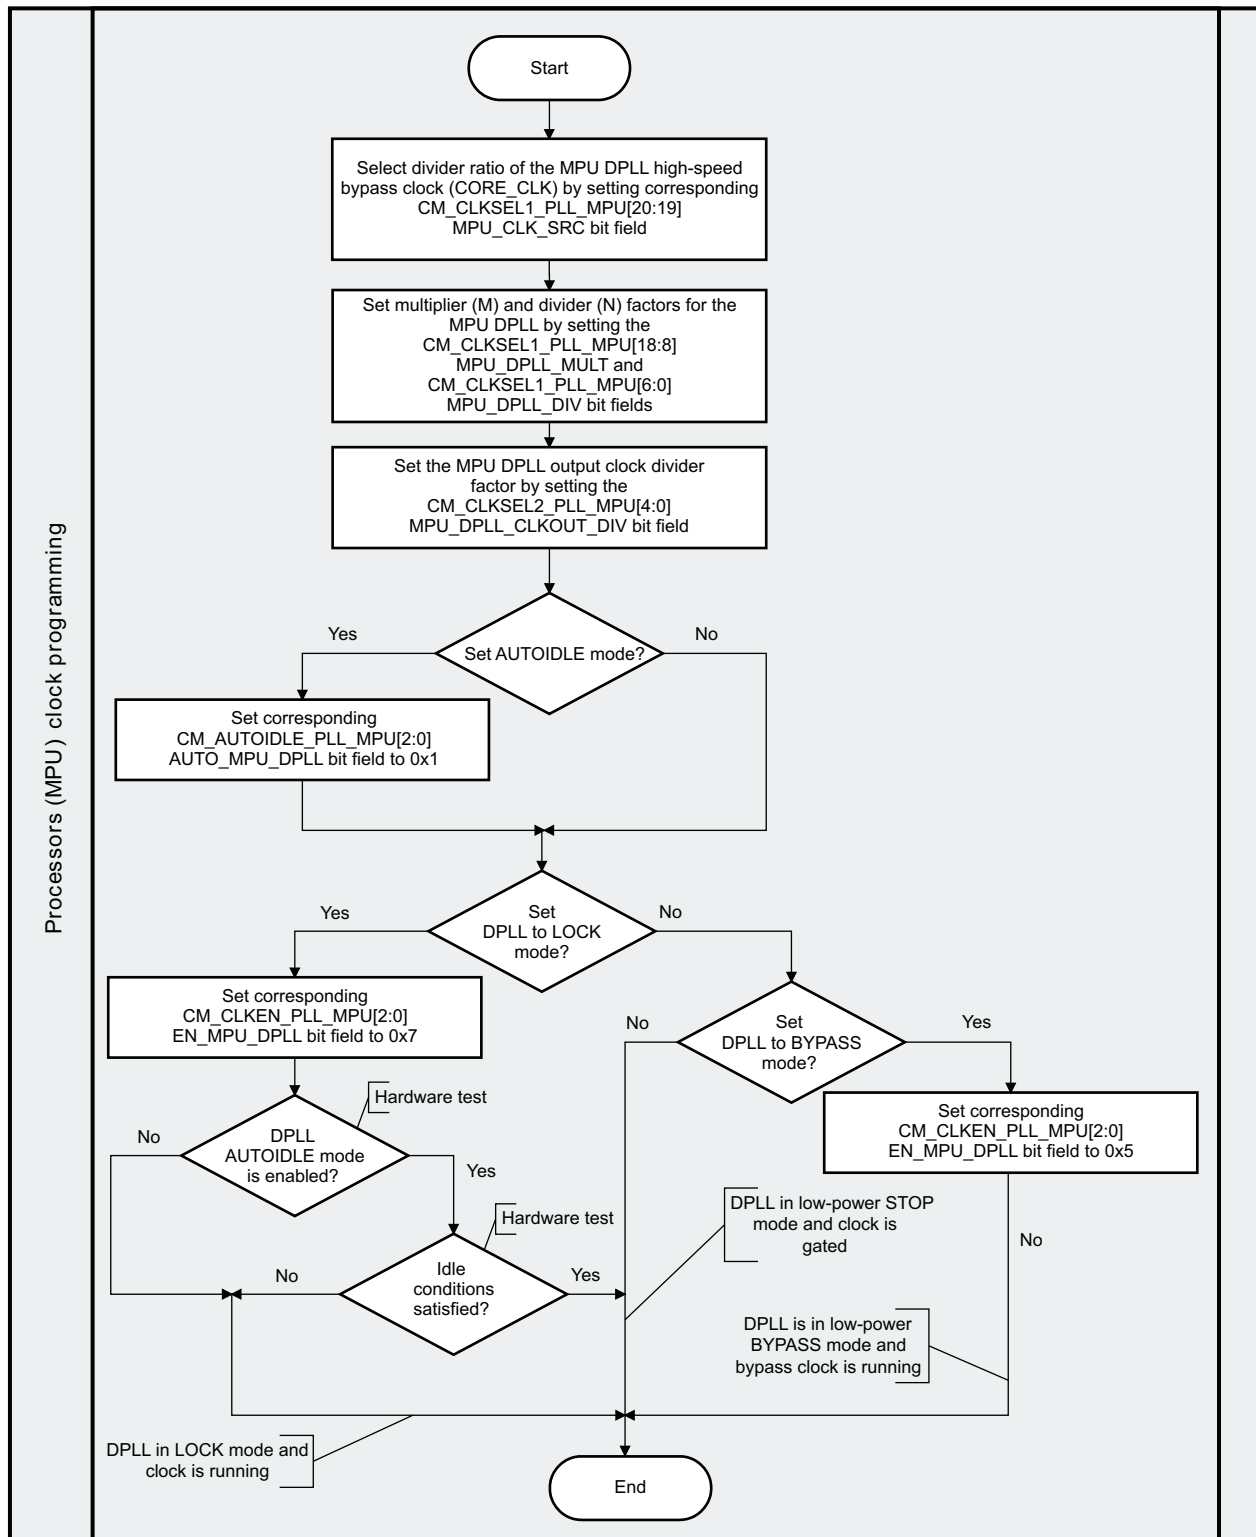 Processors (MPU) clock programming
Start
Select divider ratio of the MPU DPLL high-speed
bypass clock (CORE_CLK) by setting corresponding
CM_CLKSEL1_PLL_MPU[20:19]
MPU_CLK_SRC bit field
Set multiplier (M) and divider (N) factors for the
MPU DPLL by setting the
CM_CLKSEL1_PLL_MPU[18:8]
MPU_DPLL_MULT and
CM_CLKSEL1_PLL_MPU[6:0]
MPU_DPLL_DIV bit fields
Set the MPU DPLL output clock divider
factor by setting the
CM_CLKSEL2_PLL_MPU[4:0]
MPU_DPLL_CLKOUT_DIV bit field
Yes
No
Set AUTOIDLE mode?
Set corresponding
CM_AUTOIDLE_PLL_MPU[2:0]
AUTO_MPU_DPLL bit field to 0x1
Yes
No
Set
DPLL to LOCK
mode?
Set corresponding
CM_CLKEN_PLL_MPU[2:0]
EN_MPU_DPLL bit field to 0x7
No
Yes
Set
DPLL to BYPASS
mode?
Hardware test
Set corresponding
CM_CLKEN_PLL_MPU[2:0]
EN_MPU_DPLL bit field to 0x5
No
DPLL
AUTOIDLE mode
is enabled?
Yes
DPLL in low-power STOP
mode and clock is
gated
Hardware test
No
No
Idle
conditions
satisfied?
Yes
DPLL is in low-power
BYPASS mode and
bypass clock is running
DPLL in LOCK mode and
clock is running
End